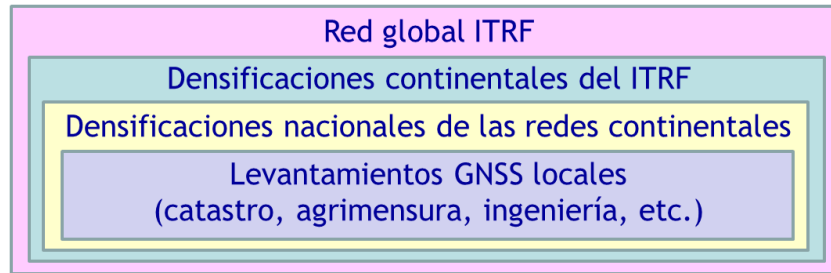 Red global ITRF
Densificaciones continentales del ITRF
Densificaciones nacionales de las redes continentales
Levantamientos GNSS locales
(catastro, agrimensura, ingeniería, etc.)